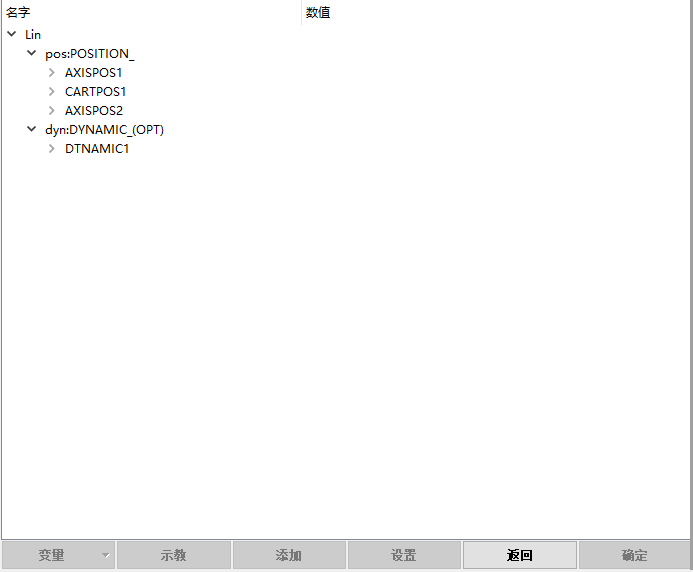 名字 数值
Lin
pos:POSITION_
AXISPOS1
CARTPOS1
AXISPOS2
dyn:DYNAMIC_(OPT)
DTNAMIC1
变量 示教 添加 设置 返回 确定